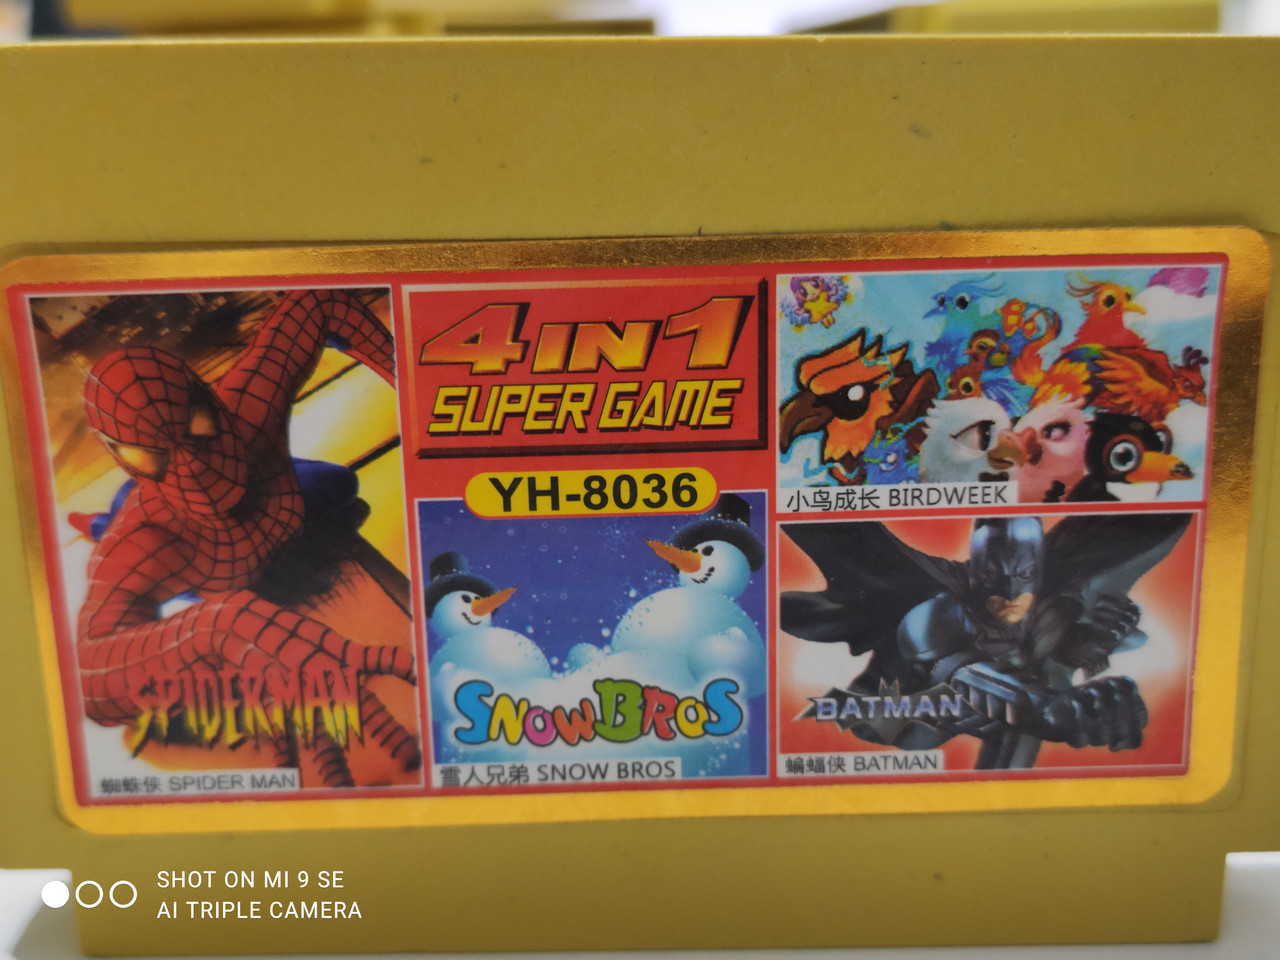 SPIDERMAN
蜘蛛侠 SPIDER MAN
4 IN 1
SUPER GAME
YH-8036
SNOW BROS
雪人兄弟 SNOW BROS
小鸟成长 BIRDWEEK
BATMAN
蝙蝠侠 BATMAN
SHOT ON MI 9 SE
AI TRIPLE CAMERA